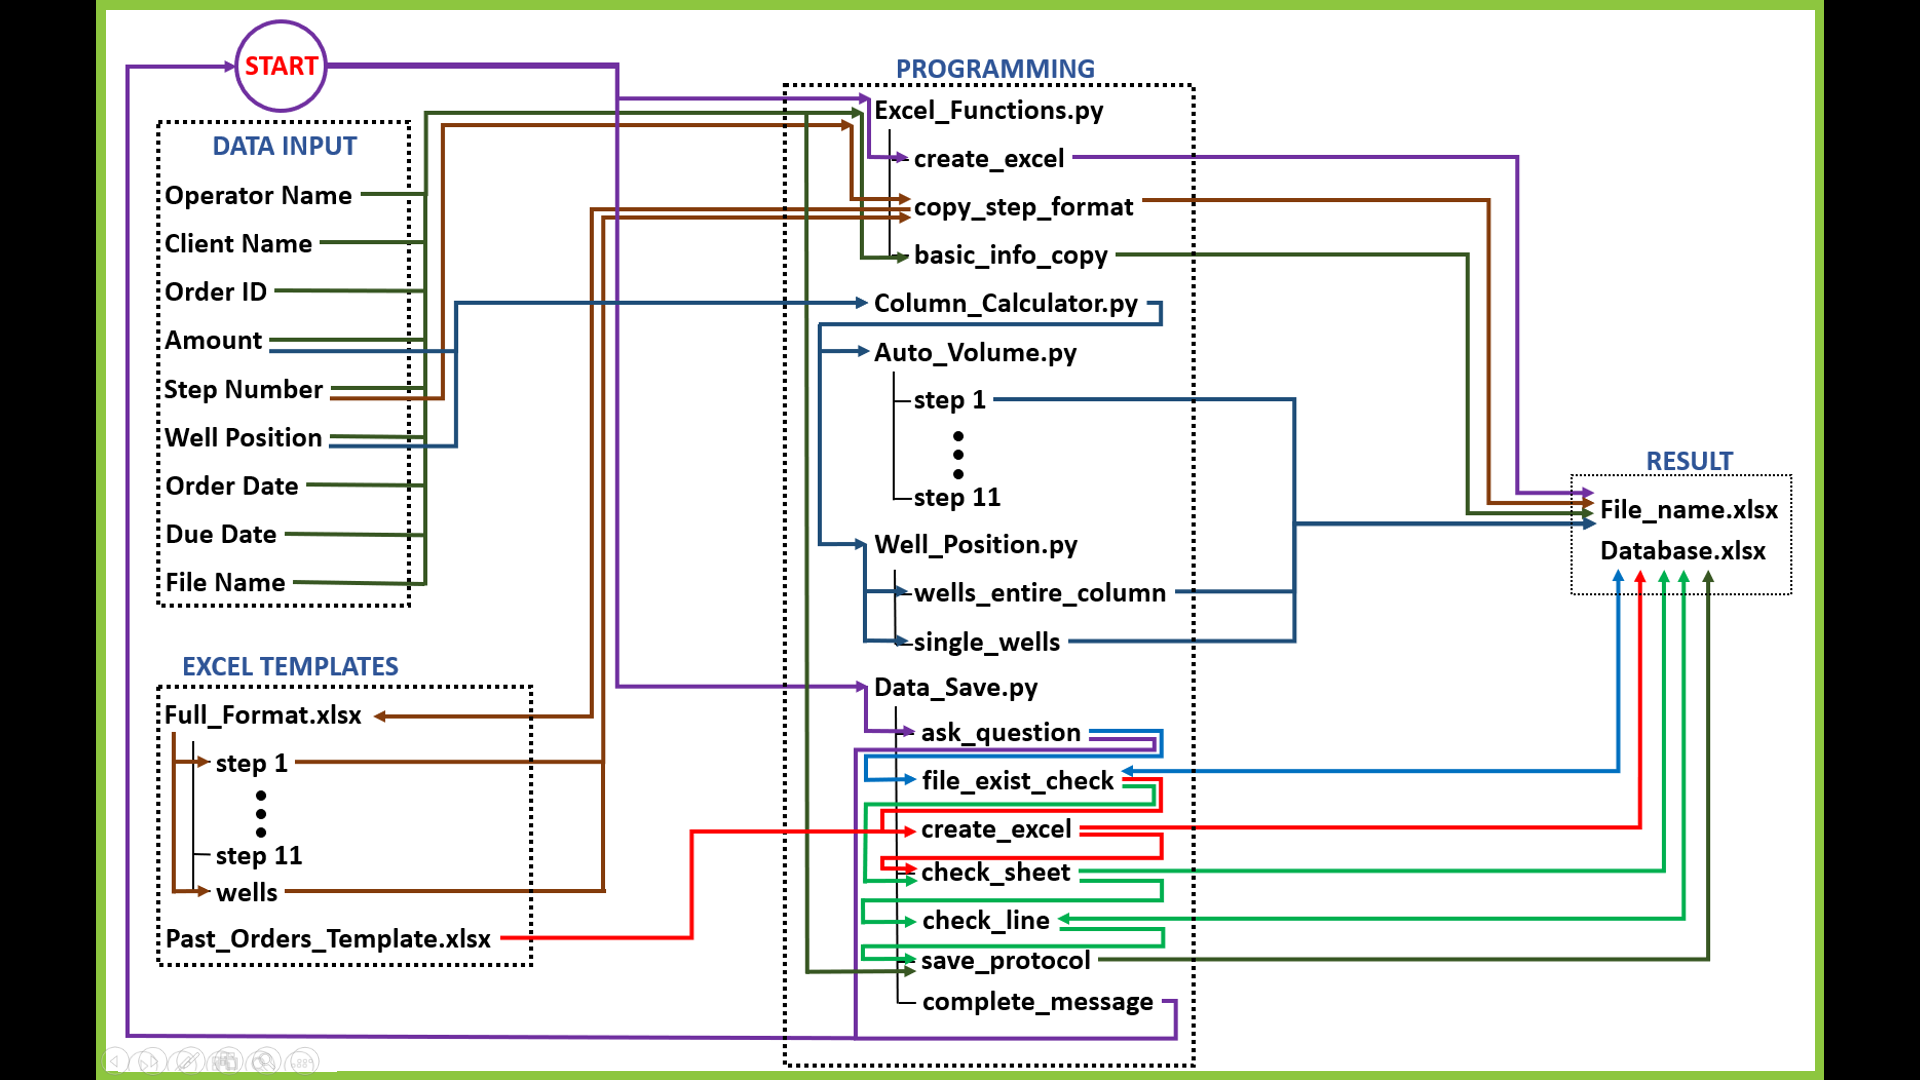 START
DATA INPUT
Operator Name
Client Name
Order ID
Amount
Step Number
Well Position
Order Date
Due Date
File Name
EXCEL TEMPLATES
Full_Format.xlsx
step 1
step 11
wells
Past_Orders_Template.xlsx
PROGRAMMING
Excel_Functions.py
create_excel
copy_step_format
basic_info_copy
Column_Calculator.py
Auto_Volume.py
step 1
step 11
Well_Position.py
wells_entire_column
single_wells
Data_Save.py
ask_question
file_exist_check
create_excel
check_sheet
check_line
save_protocol
complete_message
RESULT
File_name.xlsx
Database.xlsx